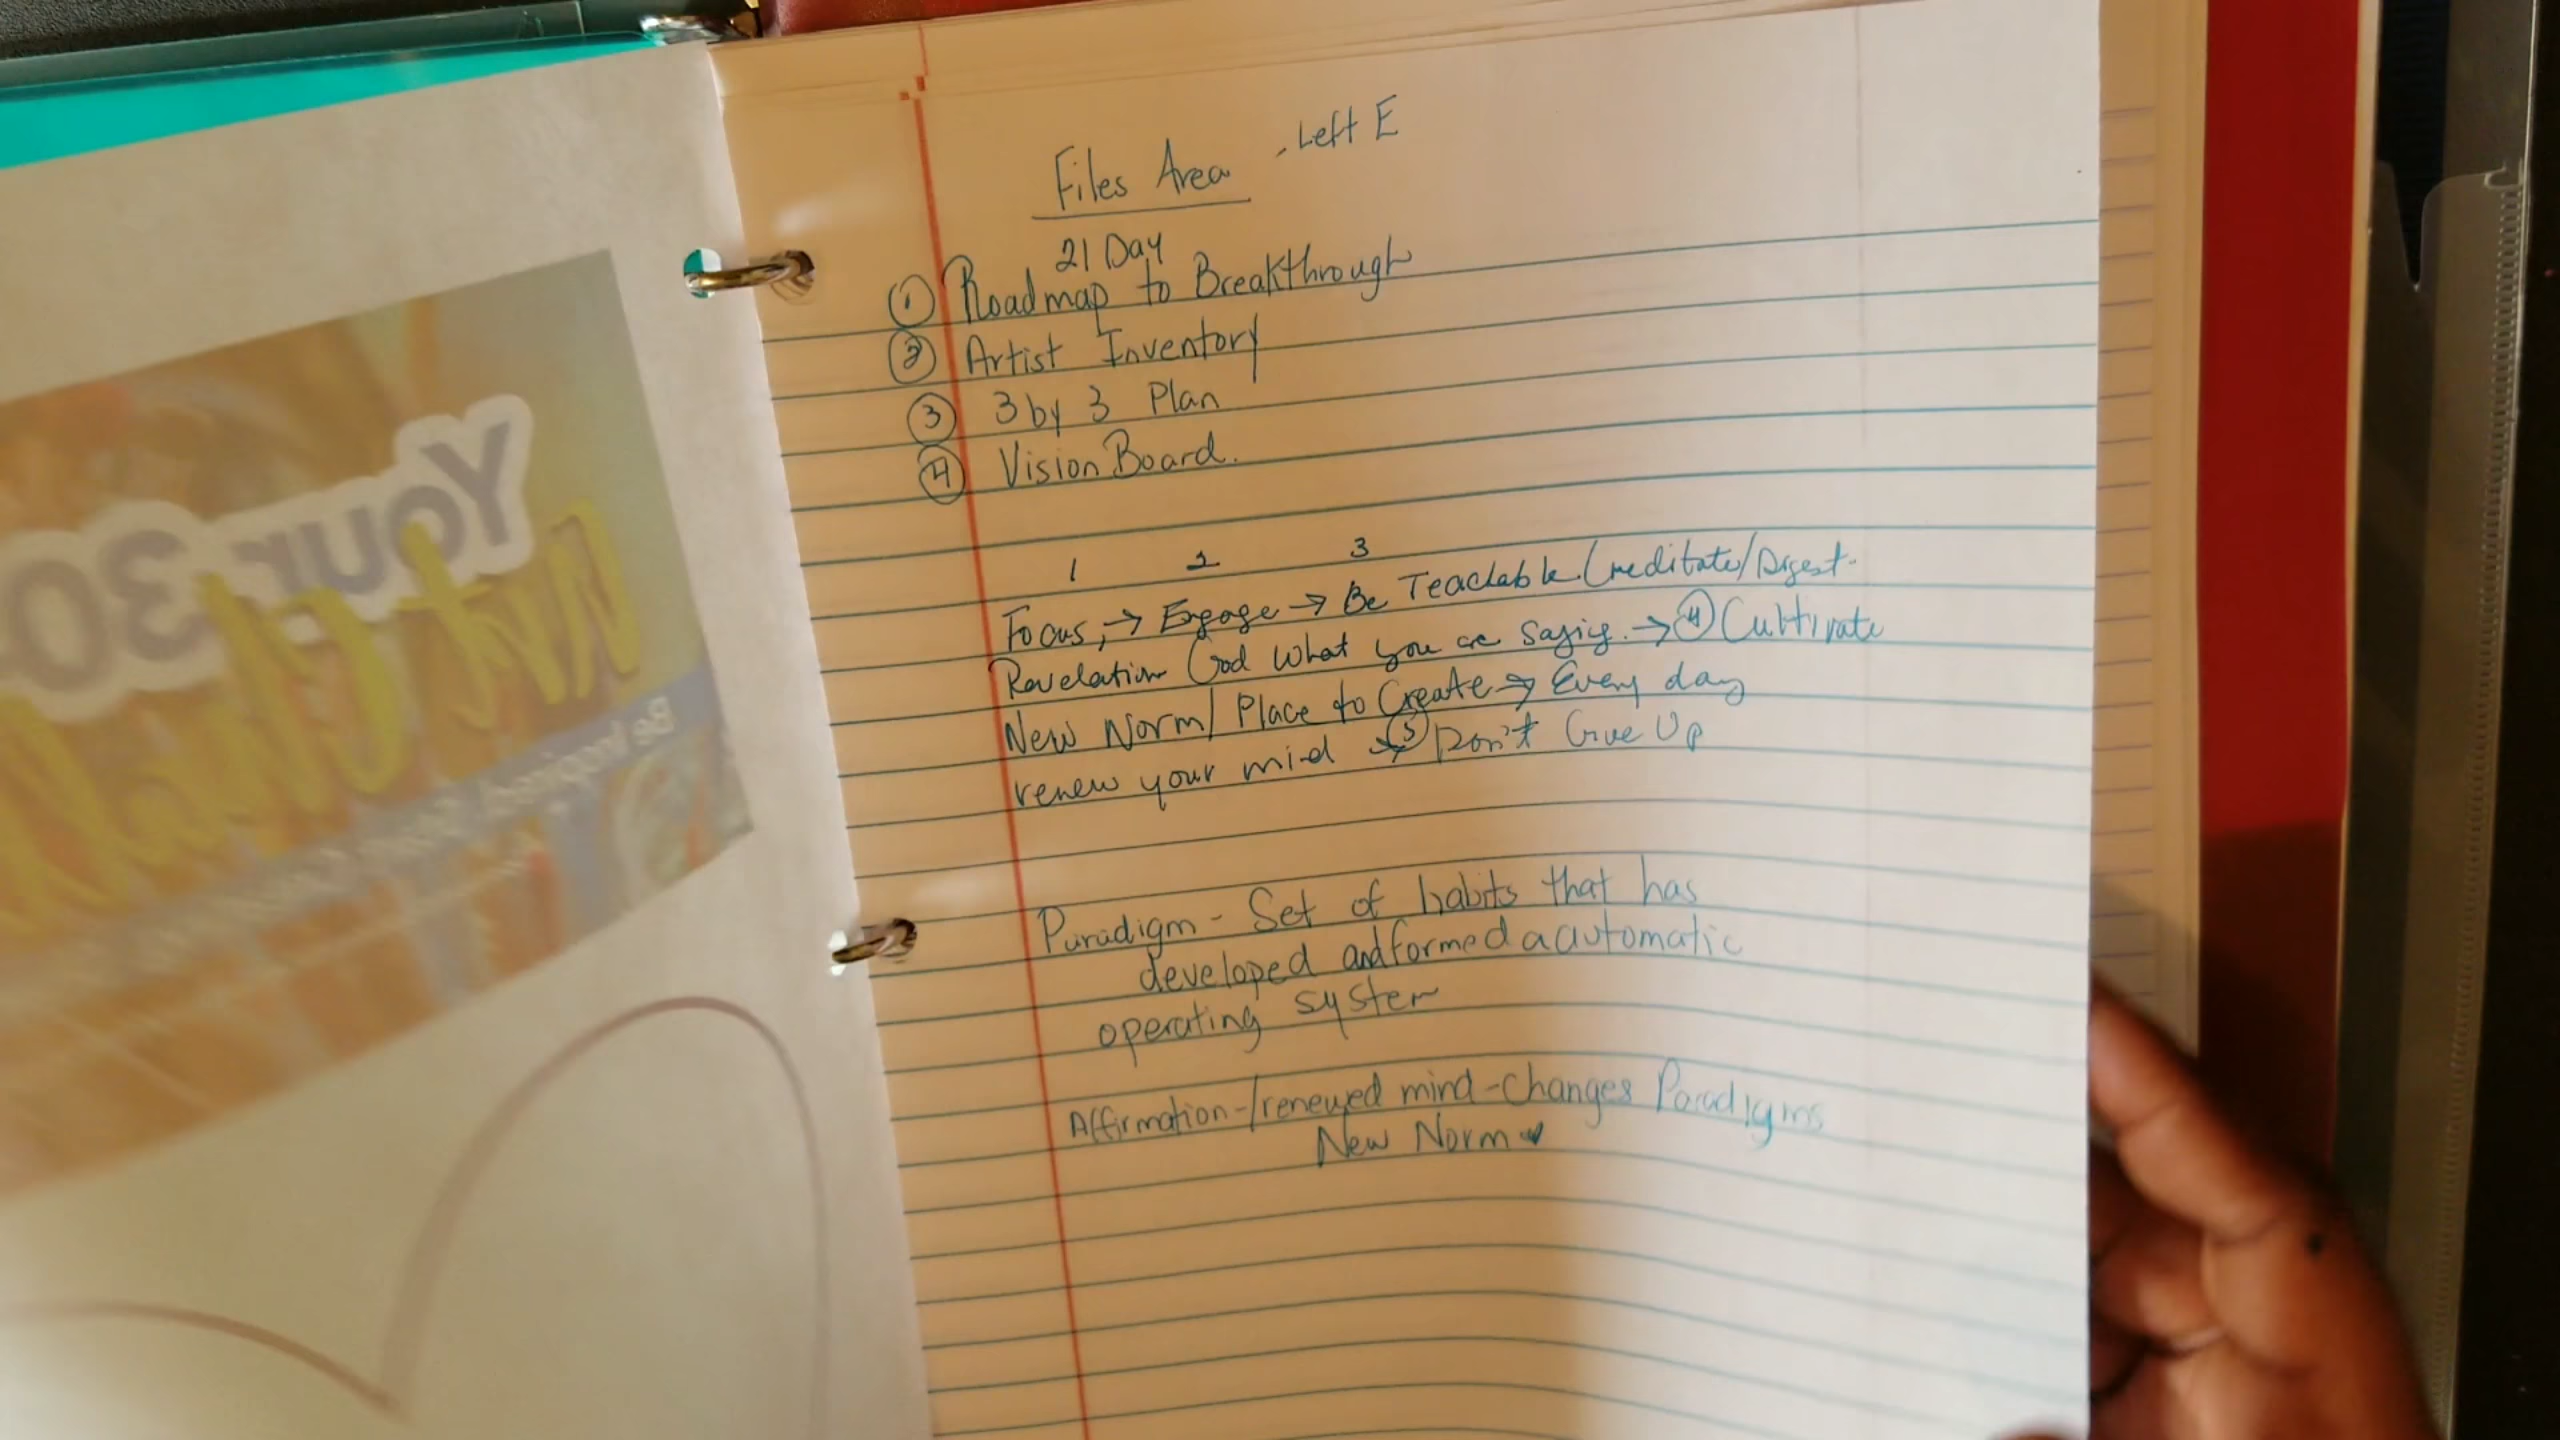 Files Area , Left E
21 Day
① Roadmap to Breakthrough
② Artist Inventory
③ 3 by 3 Plan
④ Vision Board.
1 2 3
Focus, → Engage → Be Teachable (meditate/Digest.
Revelation God What you are saying. → ④ Cultivate
New Norm / Place to Create → Every day
renew your mind → ⑤ Don't Give Up
Paradigm - Set of habits that has
developed and formed a automatic
operating system
Affirmation - / renewed mind - Changes Paradigms
New Norm
Your 30
Be Inspired